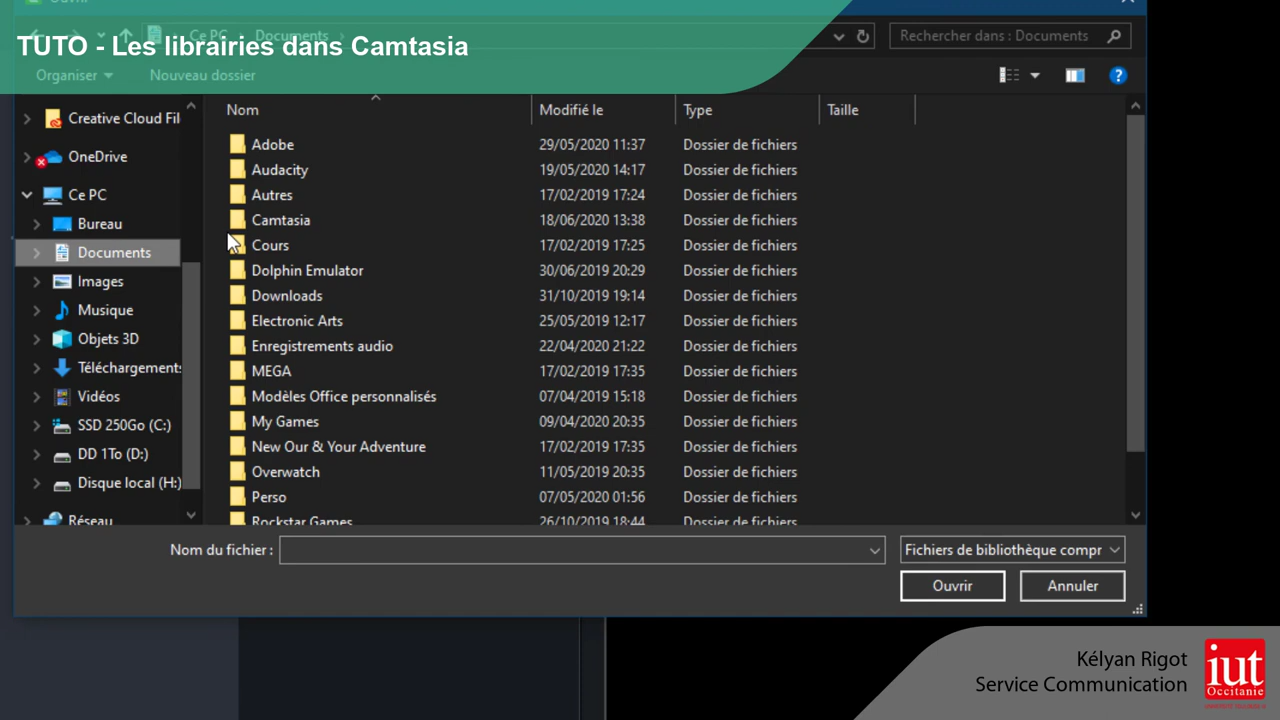 TUTO - Les librairies dans Camtasia
Ce PC > Documents >
Rechercher dans : Documents
Organiser
Nouveau dossier
Nom
Modifié le
Type
Taille
Creative Cloud Fil
OneDrive
Ce PC
Bureau
Documents
Images
Musique
Objets 3D
Téléchargements
Vidéos
SSD 250Go (C:)
DD 1To (D:)
Disque local (H:)
Réseau
Adobe 29/05/2020 11:37 Dossier de fichiers
Audacity 19/05/2020 14:17 Dossier de fichiers
Autres 17/02/2019 17:24 Dossier de fichiers
Camtasia 18/06/2020 13:38 Dossier de fichiers
Cours 17/02/2019 17:25 Dossier de fichiers
Dolphin Emulator 30/06/2019 20:29 Dossier de fichiers
Downloads 31/10/2019 19:14 Dossier de fichiers
Electronic Arts 25/05/2019 12:17 Dossier de fichiers
Enregistrements audio 22/04/2020 21:22 Dossier de fichiers
MEGA 17/02/2019 17:35 Dossier de fichiers
Modèles Office personnalisés 07/04/2019 15:18 Dossier de fichiers
My Games 09/04/2020 20:35 Dossier de fichiers
New Our & Your Adventure 17/02/2019 17:35 Dossier de fichiers
Overwatch 11/05/2019 20:35 Dossier de fichiers
Perso 07/05/2020 01:56 Dossier de fichiers
Rockstar Games 26/10/2019 18:44 Dossier de fichiers
Nom du fichier :
Fichiers de bibliothèque compr
Ouvrir
Annuler
Kélyan Rigot
Service Communication
iut
Occitanie